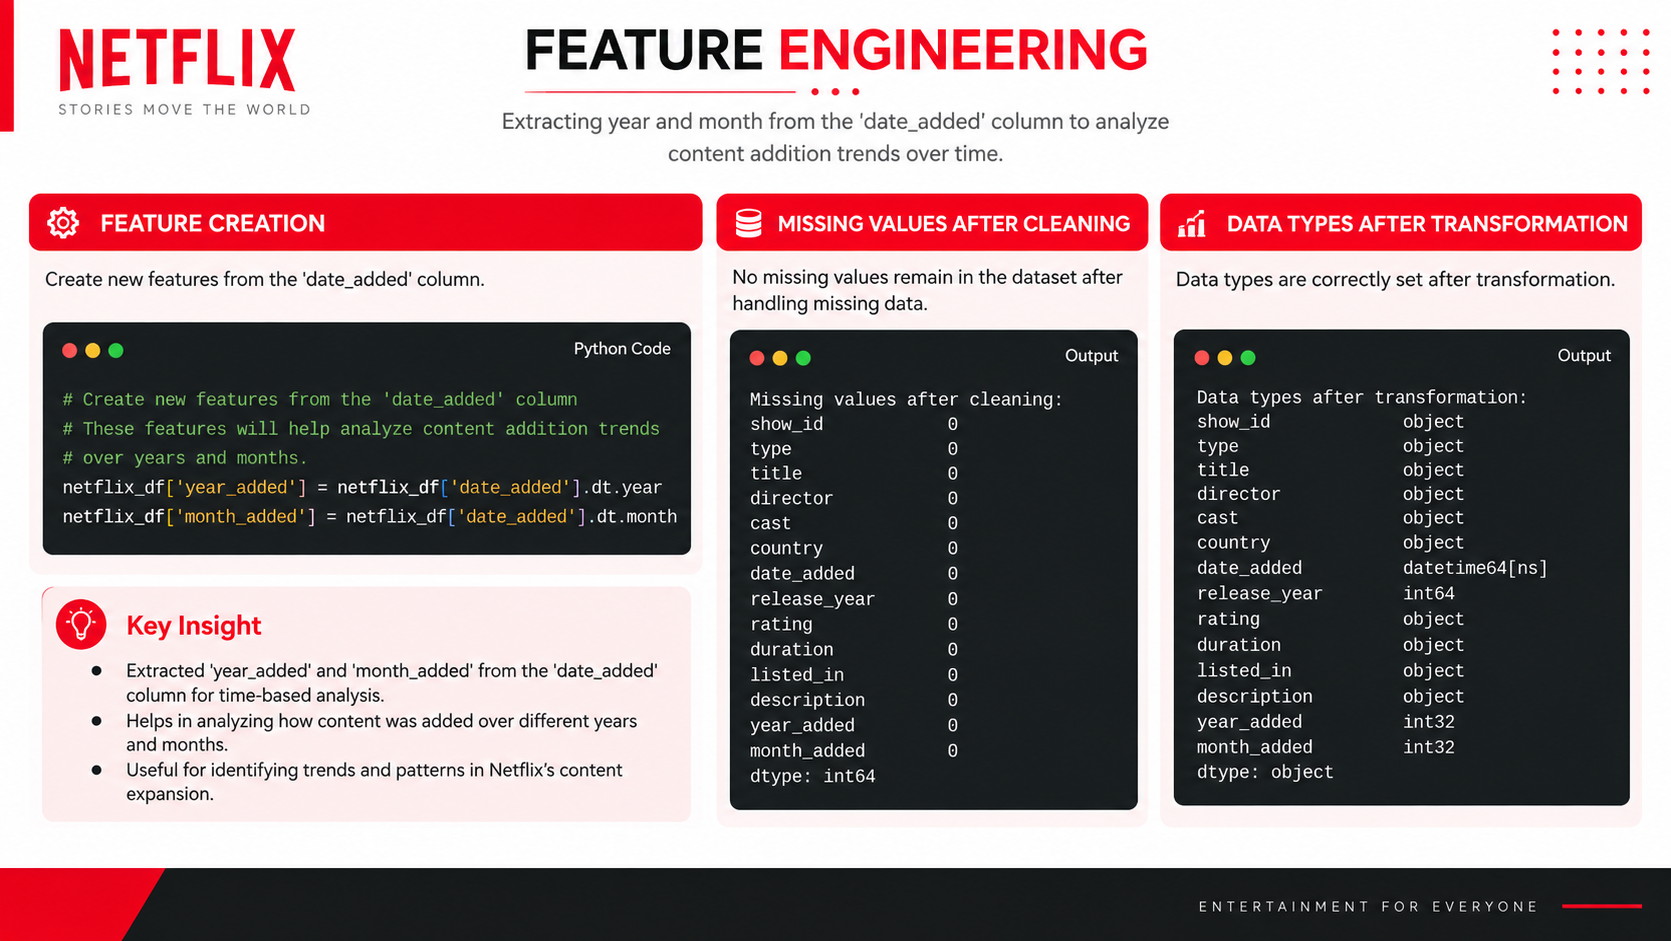 NETFLIX
STORIES MOVE THE WORLD
FEATURE ENGINEERING
Extracting year and month from the 'date_added' column to analyze
content addition trends over time.
FEATURE CREATION
Create new features from the 'date_added' column.
Python Code
# Create new features from the 'date_added' column
# These features will help analyze content addition trends
# over years and months.
netflix_df['year_added'] = netflix_df['date_added'].dt.year
netflix_df['month_added'] = netflix_df['date_added'].dt.month
Key Insight
● Extracted 'year_added' and 'month_added' from the 'date_added'
column for time-based analysis.
● Helps in analyzing how content was added over different years
and months.
● Useful for identifying trends and patterns in Netflix's content
expansion.
MISSING VALUES AFTER CLEANING
No missing values remain in the dataset after
handling missing data.
Output
Missing values after cleaning:
show_id 0
type 0
title 0
director 0
cast 0
country 0
date_added 0
release_year 0
rating 0
duration 0
listed_in 0
description 0
year_added 0
month_added 0
dtype: int64
DATA TYPES AFTER TRANSFORMATION
Data types are correctly set after transformation.
Output
Data types after transformation:
show_id object
type object
title object
director object
cast object
country object
date_added datetime64[ns]
release_year int64
rating object
duration object
listed_in object
description object
year_added int32
month_added int32
dtype: object
ENTERTAINMENT FOR EVERYONE